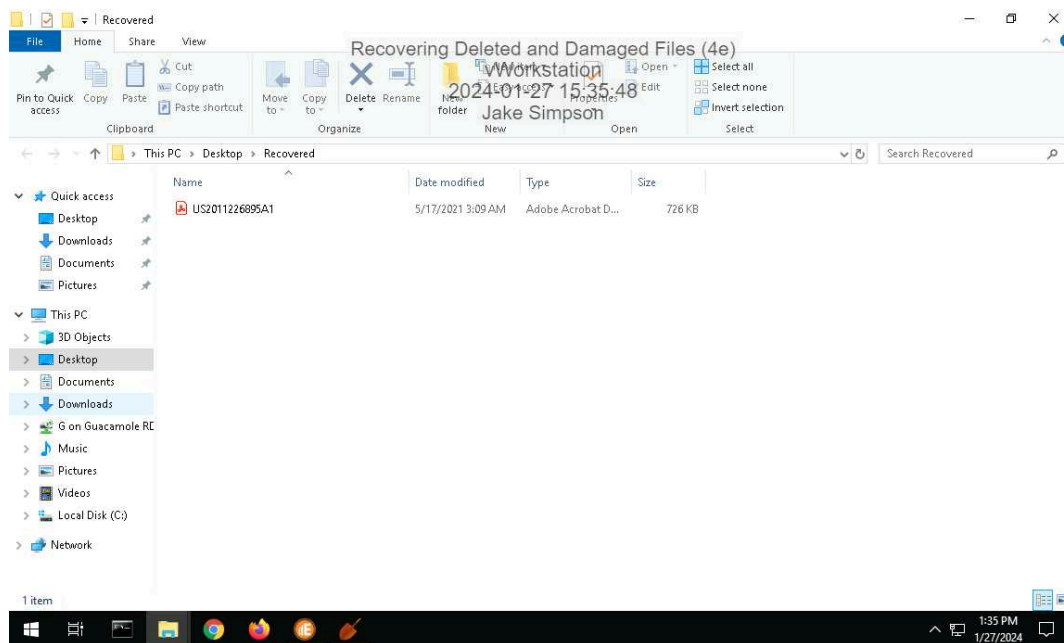 Recovered
File Home Share View
Recovering Deleted and Damaged Files (4e)
vWorkstation
2024-01-27 15:35:48
Jake Simpson
Pin to Quick access
Copy
Paste
Cut
Copy path
Paste shortcut
Clipboard
Move to
Copy to
Delete
Rename
Organize
New folder
New
Properties
Open
Edit
Open
Select all
Select none
Invert selection
Select
This PC > Desktop > Recovered
Search Recovered
Name Date modified Type Size
US2011226895A1 5/17/2021 3:09 AM Adobe Acrobat D... 726 KB
Quick access
Desktop
Downloads
Documents
Pictures
This PC
3D Objects
Desktop
Documents
Downloads
G on Guacamole RD
Music
Pictures
Videos
Local Disk (C:)
Network
1 item
1:35 PM
1/27/2024